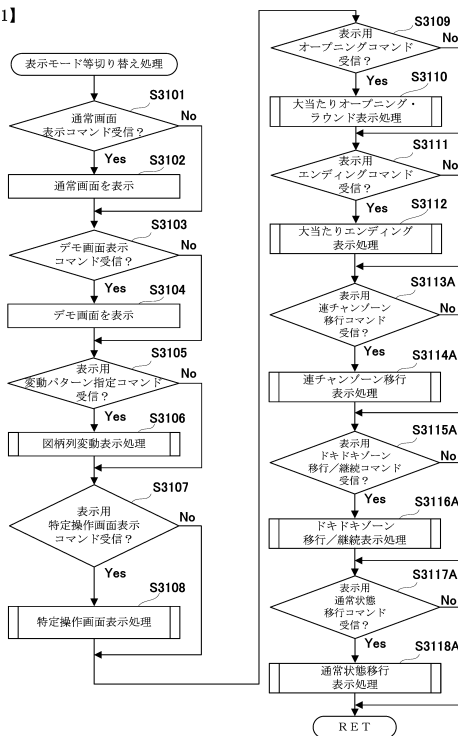 1】
表示モード等切り替え処理
S3101
通常画面
表示コマンド受信？
No
Yes
S3102
通常画面を表示
S3103
デモ画面表示
コマンド受信？
No
Yes
S3104
デモ画面を表示
S3105
表示用
変動パターン指定コマンド
受信？
No
Yes
S3106
図柄列変動表示処理
S3107
表示用
特定操作画面表示
コマンド受信？
No
Yes
S3108
特定操作画面表示処理
S3109
表示用
オープニングコマンド
受信？
No
Yes
S3110
大当たりオープニング・
ラウンド表示処理
S3111
表示用
エンディングコマンド
受信？
No
Yes
S3112
大当たりエンディング
表示処理
S3113A
表示用
連チャンゾーン
移行コマンド
受信？
No
Yes
S3114A
連チャンゾーン移行
表示処理
S3115A
表示用
ドキドキゾーン
移行／継続コマンド
受信？
No
Yes
S3116A
ドキドキゾーン
移行／継続表示処理
S3117A
表示用
通常状態
移行コマンド
受信？
No
Yes
S3118A
通常状態移行
表示処理
RET